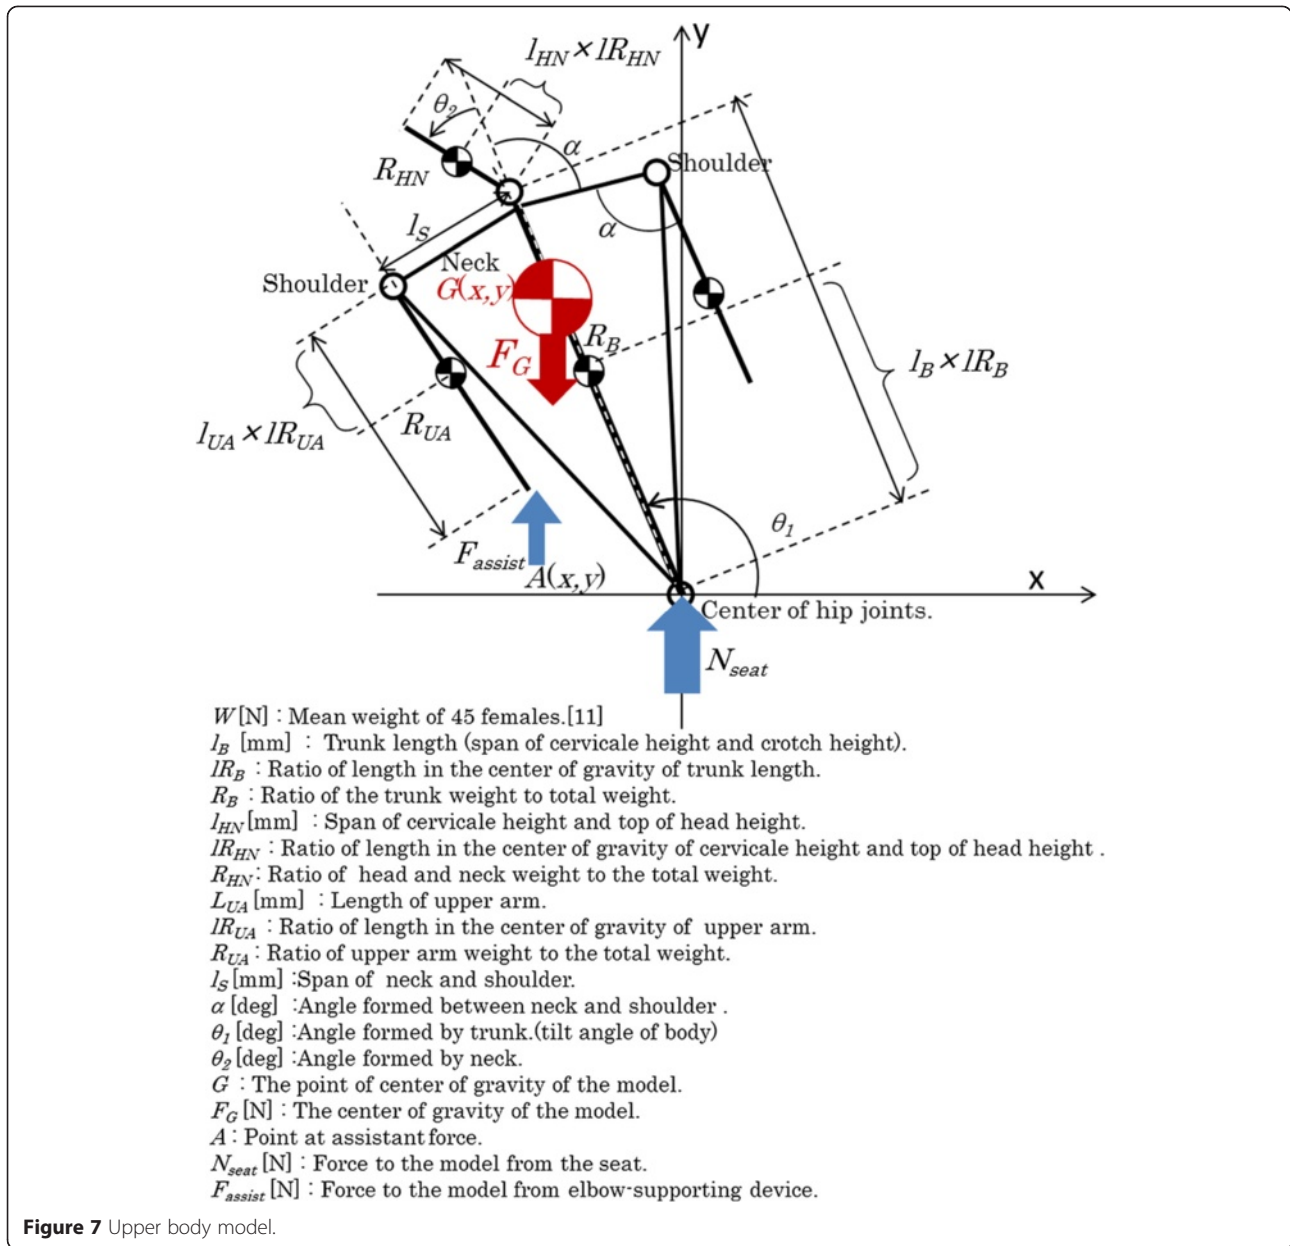 y
l_HN × lR_HN
θ_2
α
Shoulder
R_HN
l_S
α
Neck
Shoulder
G(x,y)
R_B
F_G
l_B × lR_B
R_UA
l_UA × lR_UA
θ_1
F_assist
A(x,y)
x
Center of hip joints.
N_seat
W[N] : Mean weight of 45 females.[11]
l_B [mm] : Trunk length (span of cervicale height and crotch height).
lR_B : Ratio of length in the center of gravity of trunk length.
R_B : Ratio of the trunk weight to total weight.
l_HN [mm] : Span of cervicale height and top of head height.
lR_HN : Ratio of length in the center of gravity of cervicale height and top of head height .
R_HN : Ratio of head and neck weight to the total weight.
L_UA [mm] : Length of upper arm.
lR_UA : Ratio of length in the center of gravity of upper arm.
R_UA : Ratio of upper arm weight to the total weight.
l_S [mm] :Span of neck and shoulder.
α [deg] :Angle formed between neck and shoulder .
θ_1 [deg] :Angle formed by trunk.(tilt angle of body)
θ_2 [deg] :Angle formed by neck.
G : The point of center of gravity of the model.
F_G [N] : The center of gravity of the model.
A : Point at assistant force.
N_seat [N] : Force to the model from the seat.
F_assist [N] : Force to the model from elbow-supporting device.
Figure 7 Upper body model.